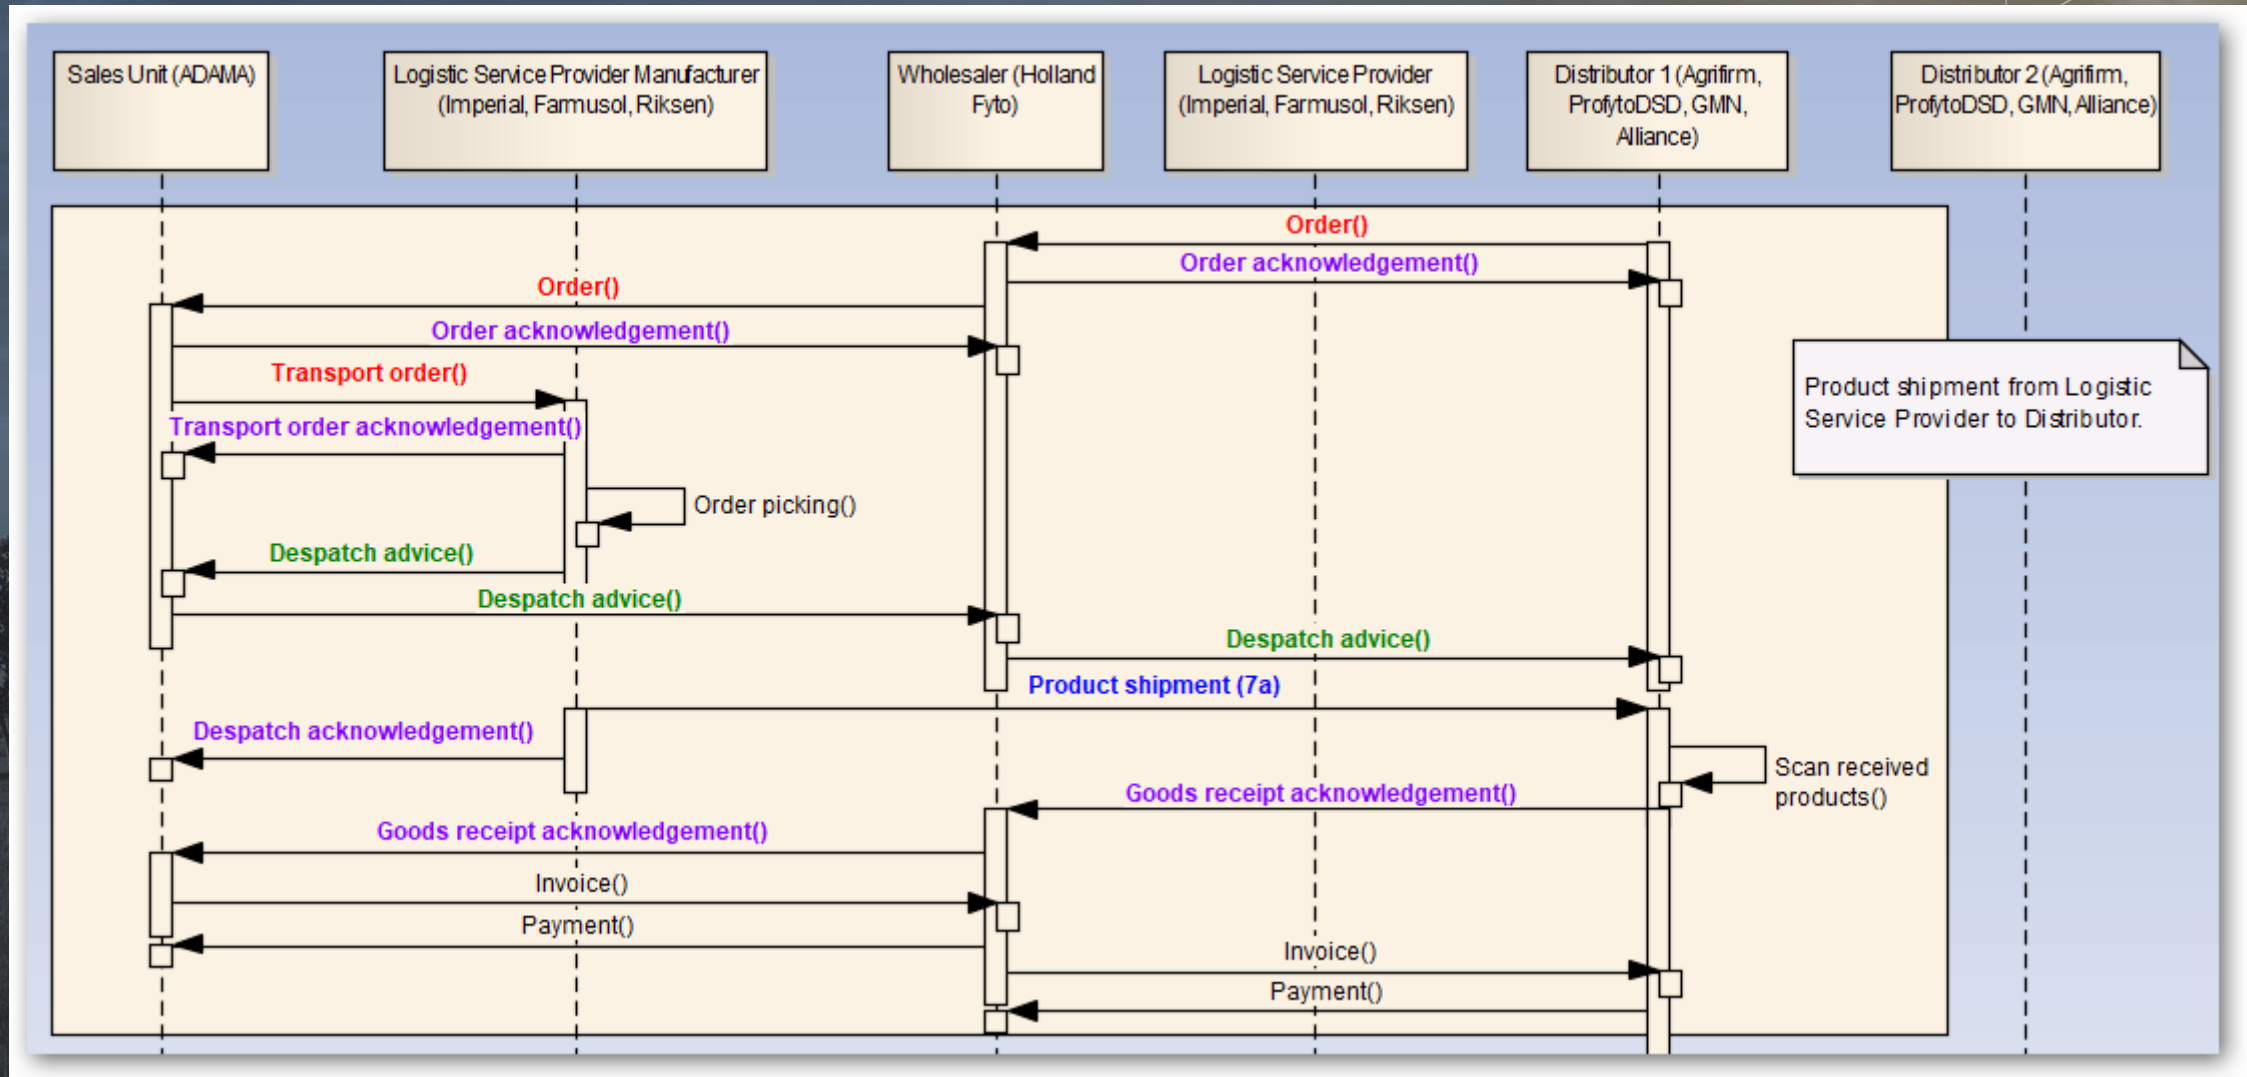 Sales Unit (ADAMA)
Logistic Service Provider Manufacturer
(Imperial, Farmusol, Riksen)
Wholesaler (Holland
Fyto)
Logistic Service Provider
(Imperial, Farmusol, Riksen)
Distributor 1 (Agrifirm,
ProfytoDSD, GMN,
Alliance)
Distributor 2 (Agrifirm,
ProfytoDSD, GMN, Alliance)
Order()
Order acknowledgement()
Order()
Order acknowledgement()
Transport order()
Transport order acknowledgement()
Product shipment from Logistic
Service Provider to Distributor.
Order picking()
Despatch advice()
Despatch advice()
Despatch advice()
Product shipment (7a)
Despatch acknowledgement()
Scan received
products()
Goods receipt acknowledgement()
Goods receipt acknowledgement()
Invoice()
Payment()
Invoice()
Payment()